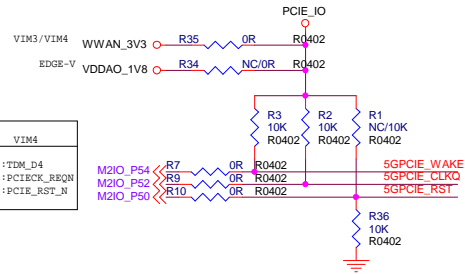 PCIE_IO
VIM3/VIM4 WWAN_3V3 R35 0R R0402
EDGE-V VDDAO_1V8 R34 NC/0R R0402
R3 R2 R1
10K 10K NC/10K
R0402 R0402 R0402
VIM4
:TDM_D4
:PCIECK_REQN
:PCIE_RST_N
M2IO_P54 R7 0R R0402 5GPCIE_WAKE
M2IO_P52 R9 0R R0402 5GPCIE_CLKQ
M2IO_P50 R10 0R R0402 5GPCIE_RST
R36
10K
R0402